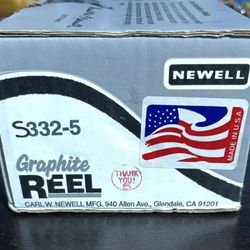 NEWELL
S332-5
MADE IN U.S.A.
Graphite
REEL
THANK
YOU!
CARL W. NEWELL MFG. 940 Allen Ave., Glendale, CA 91201